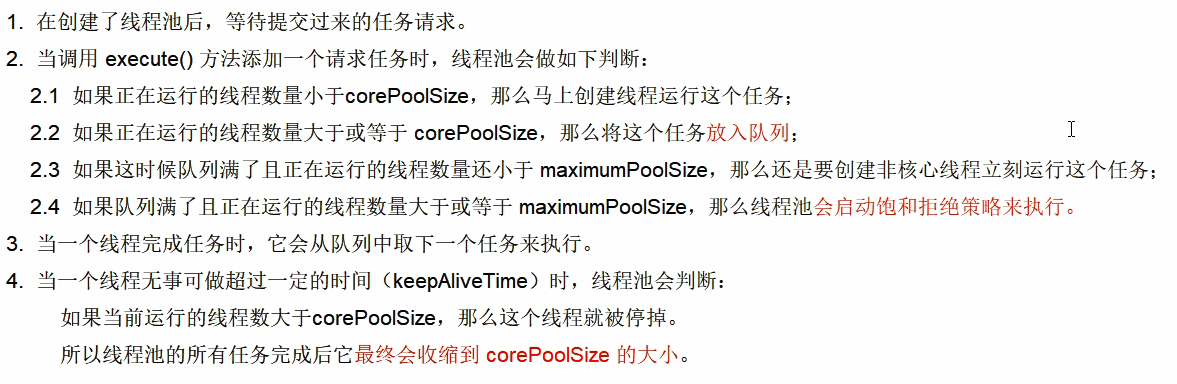 1. 在创建了线程池后，等待提交过来的任务请求。
2. 当调用 execute() 方法添加一个请求任务时，线程池会做如下判断：
2.1 如果正在运行的线程数量小于corePoolSize，那么马上创建线程运行这个任务；
2.2 如果正在运行的线程数量大于或等于 corePoolSize，那么将这个任务放入队列；
2.3 如果这时候队列满了且正在运行的线程数量还小于 maximumPoolSize，那么还是要创建非核心线程立刻运行这个任务；
2.4 如果队列满了且正在运行的线程数量大于或等于 maximumPoolSize，那么线程池会启动饱和拒绝策略来执行。
3. 当一个线程完成任务时，它会从队列中取下一个任务来执行。
4. 当一个线程无事可做超过一定的时间（keepAliveTime）时，线程池会判断：
如果当前运行的线程数大于corePoolSize，那么这个线程就被停掉。
所以线程池的所有任务完成后它最终会收缩到 corePoolSize 的大小。